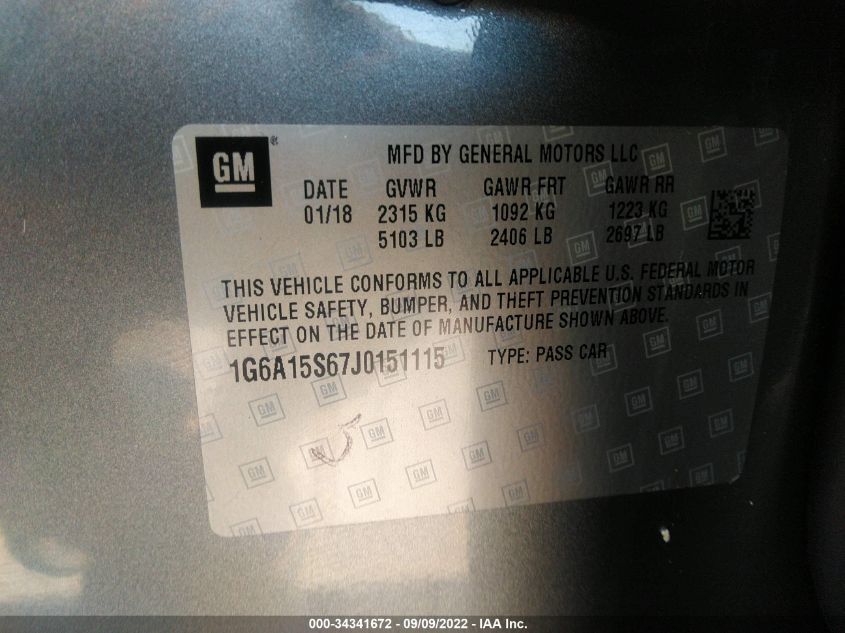 GM
MFD BY GENERAL MOTORS LLC
DATE GVWR GAWR FRT GAWR RR
01/18 2315 KG 1092 KG 1223 KG
5103 LB 2406 LB 2697 LB
THIS VEHICLE CONFORMS TO ALL APPLICABLE U.S. FEDERAL MOTOR
VEHICLE SAFETY, BUMPER, AND THEFT PREVENTION STANDARDS IN
EFFECT ON THE DATE OF MANUFACTURE SHOWN ABOVE.
1G6A15S67J0151115 TYPE: PASS CAR
000-34341672 - 09/09/2022 - IAA Inc.